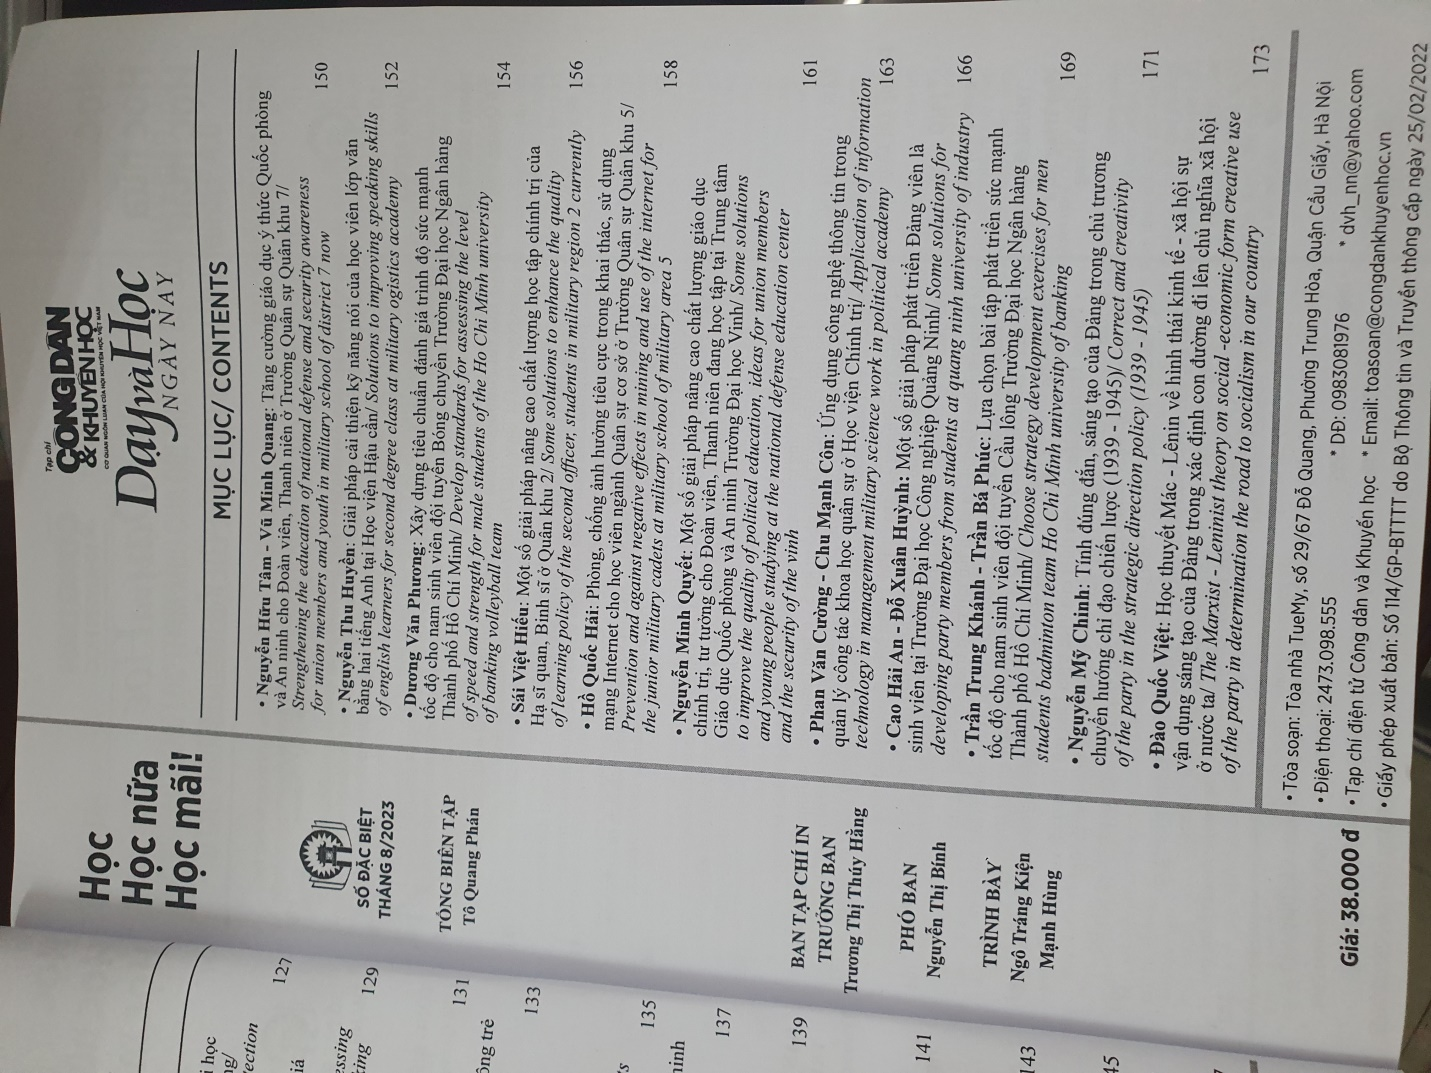 Học
Học nữa
Học mãi!
SỐ ĐẶC BIỆT
THÁNG 8/2023
TỔNG BIÊN TẬP
Tô Quang Phán
BAN TẠP CHÍ IN
TRƯỞNG BAN
Trương Thị Thúy Hằng
PHÓ BAN
Nguyễn Thị Bính
TRÌNH BÀY
Ngô Tráng Kiện
Mạnh Hùng
Giá: 38.000 đ
Tạp chí
CÔNG DÂN
& KHUYẾN HỌC
CƠ QUAN NGÔN LUẬN CỦA HỘI KHUYẾN HỌC VIỆT NAM
Dạy và Học
NGÀY NAY
MỤC LỤC/ CONTENTS
• Nguyễn Hữu Tâm - Vũ Minh Quang: Tăng cường giáo dục ý thức Quốc phòng
và An ninh cho Đoàn viên, Thanh niên ở Trường Quân sự Quân khu 7/
Strengthening the education of national defense and security awareness
for union members and youth in military school of district 7 now 150
• Nguyễn Thu Huyền: Giải pháp cải thiện kỹ năng nói của học viên lớp văn
bằng hai tiếng Anh tại Học viện Hậu cần/ Solutions to improving speaking skills
of english learners for second degree class at military ogistics academy 152
• Dương Văn Phương: Xây dựng tiêu chuẩn đánh giá trình độ sức mạnh
tốc độ cho nam sinh viên đội tuyển Bóng chuyền Trường Đại học Ngân hàng
Thành phố Hồ Chí Minh/ Develop standards for assessing the level
of speed and strength for male students of the Ho Chi Minh university
of banking volleyball team 154
• Sái Việt Hiếu: Một số giải pháp nâng cao chất lượng học tập chính trị của
Hạ sĩ quan, Binh sĩ ở Quân khu 2/ Some solutions to enhance the quality
of learning policy of the second officer, students in military region 2 currently 156
• Hồ Quốc Hải: Phòng, chống ảnh hưởng tiêu cực trong khai thác, sử dụng
mạng Internet cho học viên ngành Quân sự cơ sở ở Trường Quân sự Quân khu 5/
Prevention and against negative effects in mining and use of the internet for
the junior military cadets at military school of military area 5 158
• Nguyễn Minh Quyết: Một số giải pháp nâng cao chất lượng giáo dục
chính trị, tư tưởng cho Đoàn viên, Thanh niên đang học tập tại Trung tâm
Giáo dục Quốc phòng và An ninh Trường Đại học Vinh/ Some solutions
to improve the quality of political education, ideas for union members
and young people studying at the national defense education center
and the security of the vinh 161
• Phan Văn Cường - Chu Mạnh Côn: Ứng dụng công nghệ thông tin trong
quản lý công tác khoa học quân sự ở Học viện Chính trị/ Application of information
technology in management military science work in political academy 163
• Cao Hải An - Đỗ Xuân Huỳnh: Một số giải pháp phát triển Đảng viên là
sinh viên tại Trường Đại học Công nghiệp Quảng Ninh/ Some solutions for
developing party members from students at quang ninh university of industry 166
• Trần Trung Khánh - Trần Bá Phúc: Lựa chọn bài tập phát triển sức mạnh
tốc độ cho nam sinh viên đội tuyển Cầu lông Trường Đại học Ngân hàng
Thành phố Hồ Chí Minh/ Choose strategy development exercises for men
students badminton team Ho Chi Minh university of banking 169
• Nguyễn Mỹ Chinh: Tính đúng đắn, sáng tạo của Đảng trong chủ trương
chuyển hướng chỉ đạo chiến lược (1939 - 1945)/ Correct and creativity
of the party in the strategic direction policy (1939 - 1945) 171
• Đào Quốc Việt: Học thuyết Mác - Lênin về hình thái kinh tế - xã hội sự
vận dụng sáng tạo của Đảng trong xác định con đường đi lên chủ nghĩa xã hội
ở nước ta/ The Marxist - Leninist theory on social -economic form creative use
of the party in determination the road to socialism in our country 173
• Tòa soạn: Tòa nhà TueMy, số 29/67 Đỗ Quang, Phường Trung Hòa, Quận Cầu Giấy, Hà Nội
• Điện thoại: 2473.098.555 * DĐ: 0983081976 * dvh_nn@yahoo.com
• Tạp chí điện tử Công dân và Khuyến học * Email: toasoan@congdankhuyenhoc.vn
• Giấy phép xuất bản: Số 114/GP-BTTTT do Bộ Thông tin và Truyền thông cấp ngày 25/02/2022
127
129
131
133
135
137
139
141
143